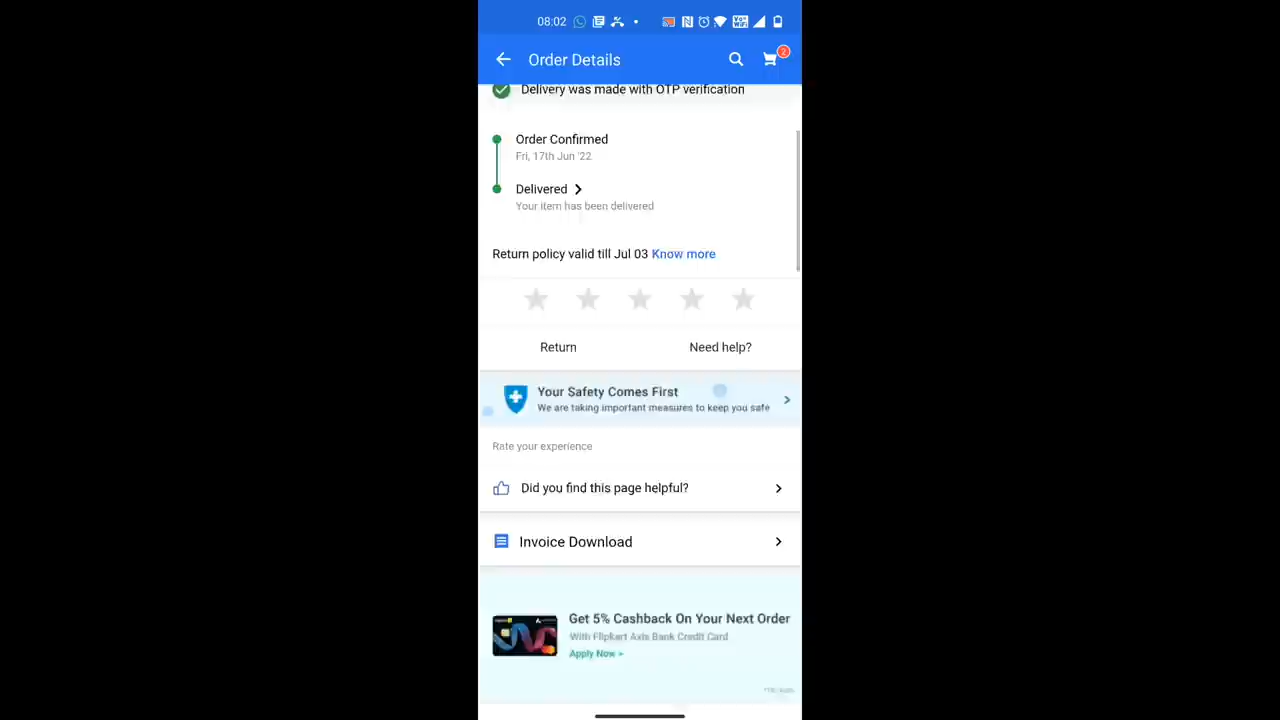 08:02
Order Details
2
Delivery was made with OTP verification
Order Confirmed
Fri, 17th Jun '22
Delivered
Your item has been delivered
Return policy valid till Jul 03 Know more
Return
Need help?
Your Safety Comes First
We are taking important measures to keep you safe
Rate your experience
Did you find this page helpful?
Invoice Download
Get 5% Cashback On Your Next Order
With Flipkart Axis Bank Credit Card
Apply Now >